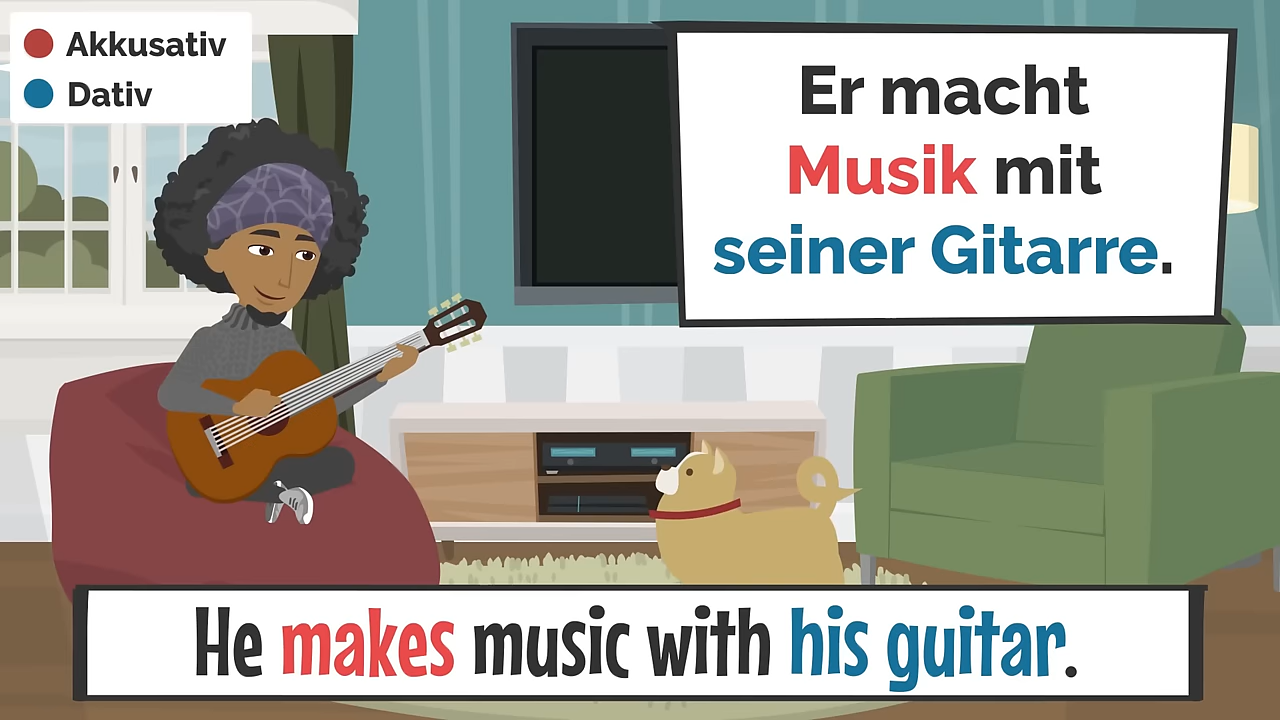 Akkusativ
Dativ
Er macht
Musik mit
seiner Gitarre.
He makes music with his guitar.